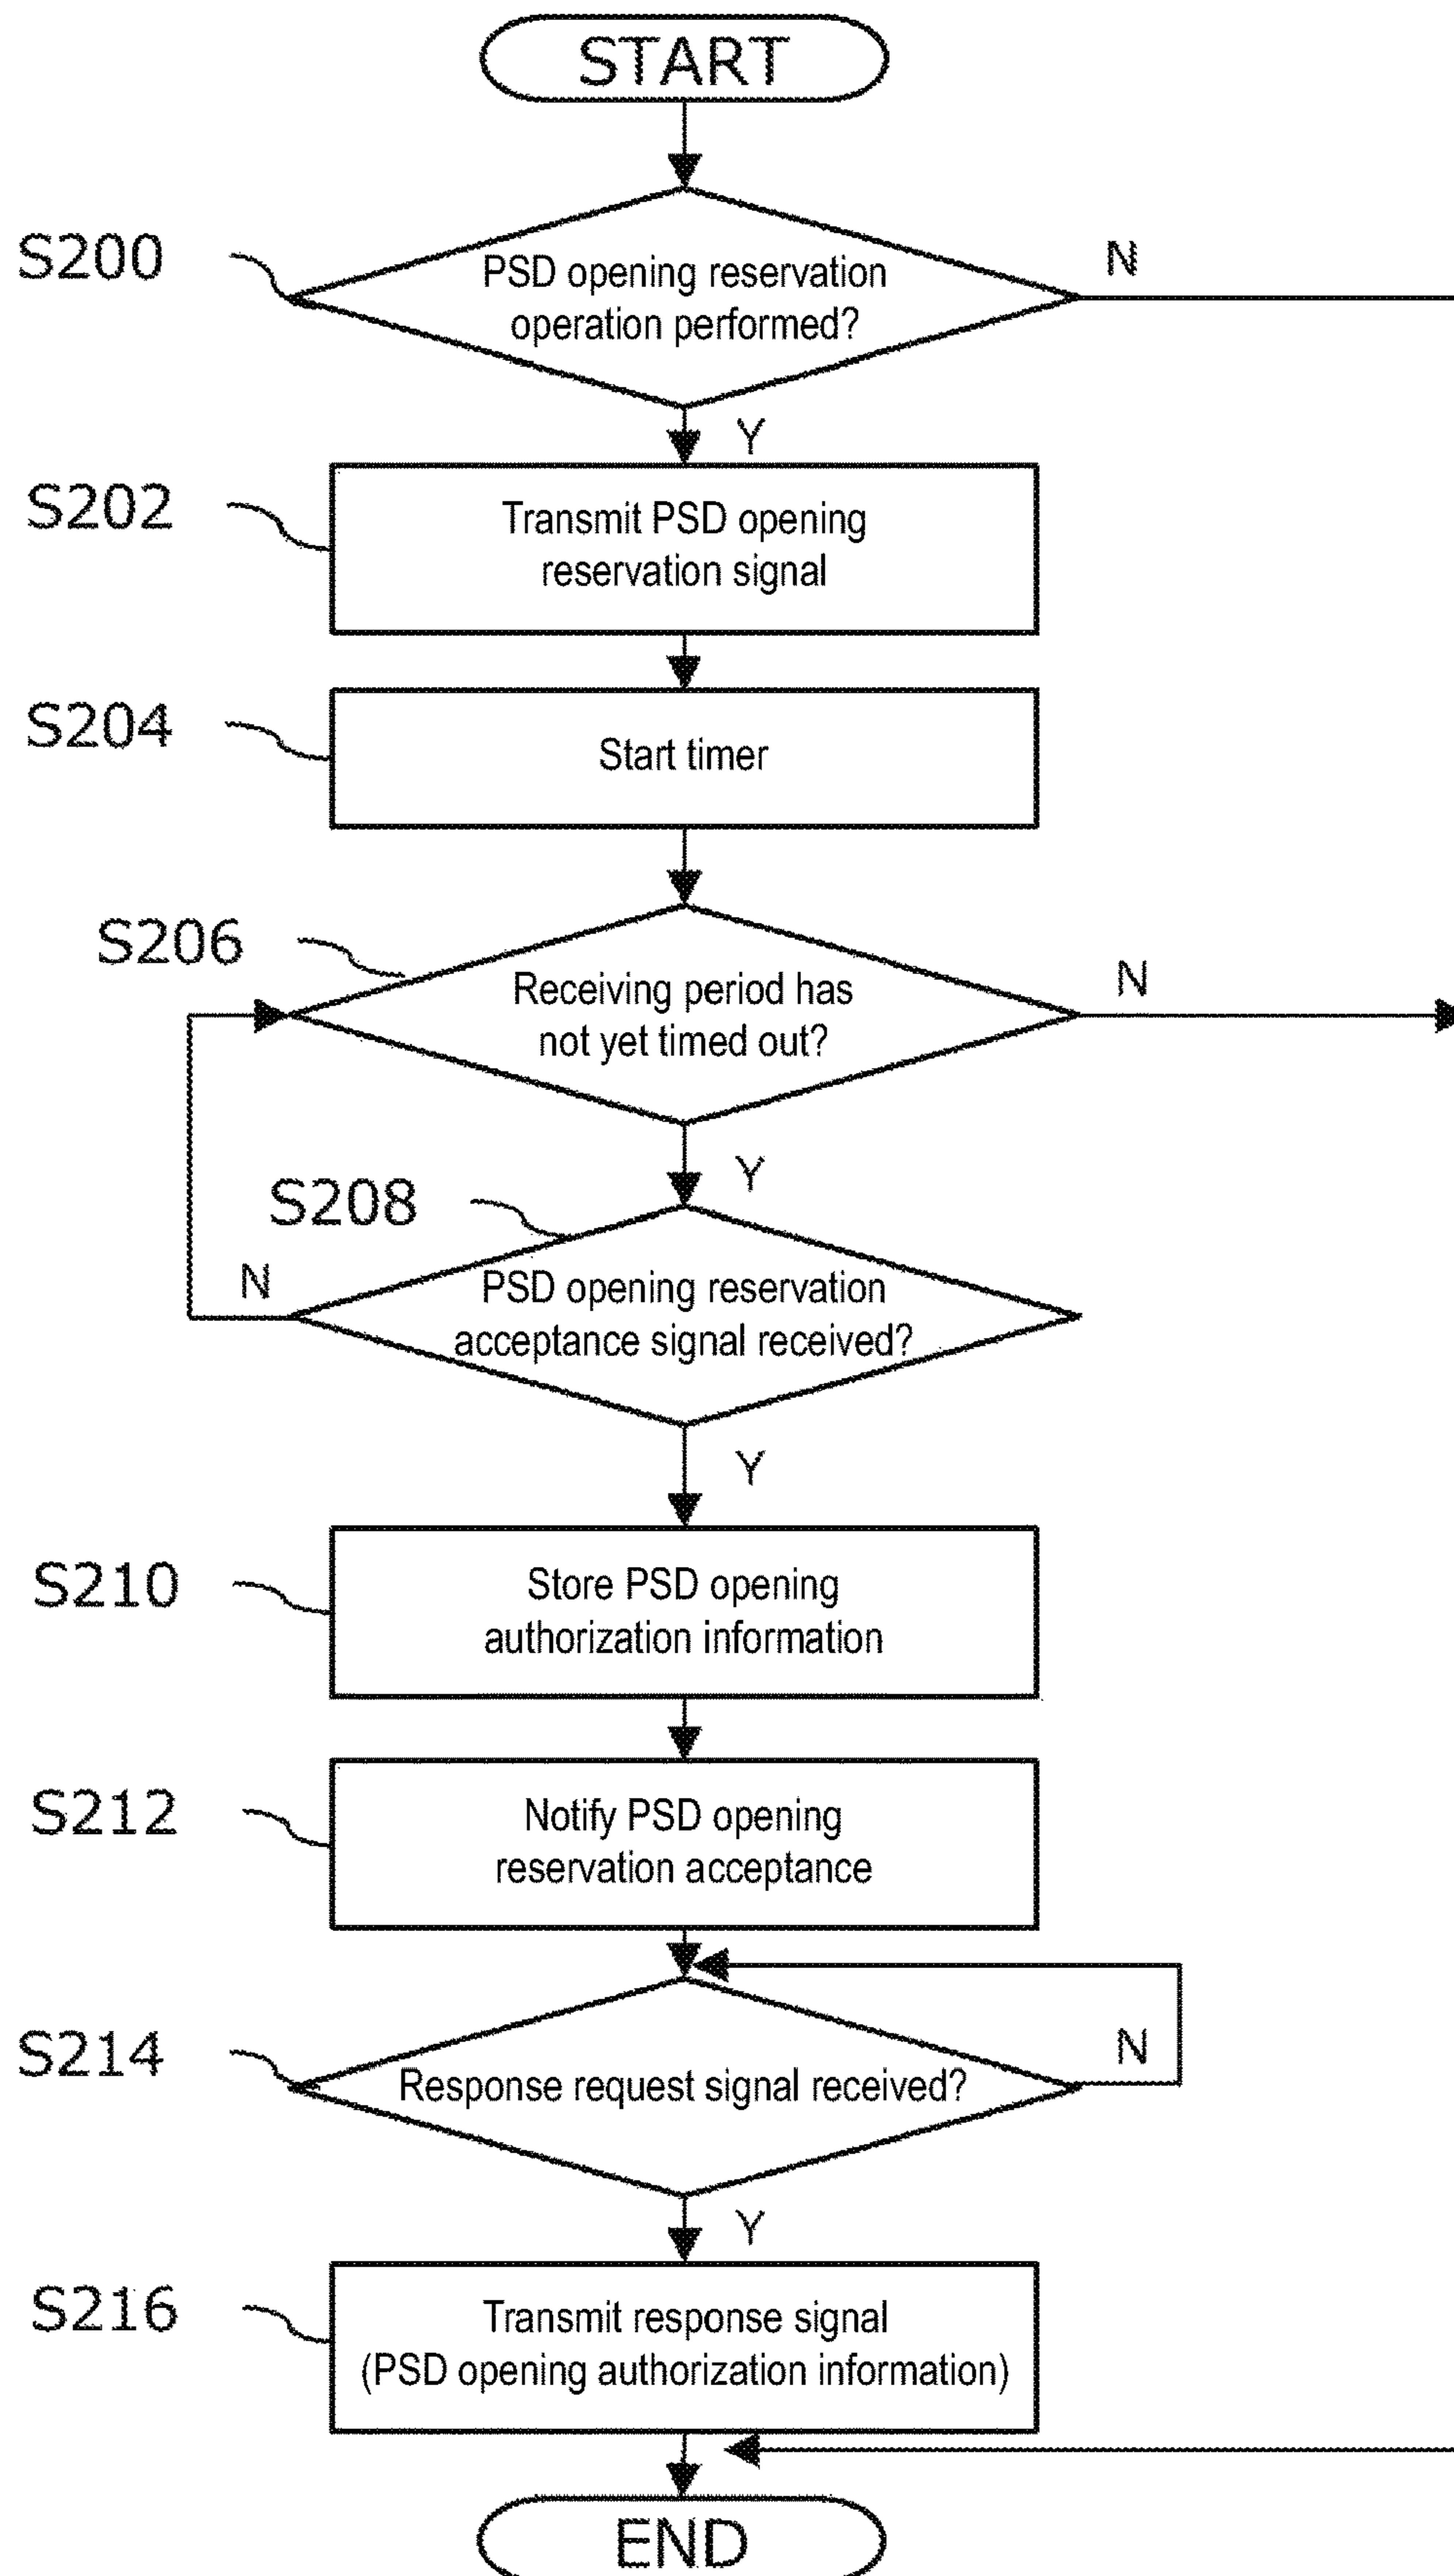 START
S200
PSD opening reservation
operation performed?
N
Y
S202
Transmit PSD opening
reservation signal
S204
Start timer
S206
Receiving period has
not yet timed out?
N
Y
S208
PSD opening reservation
acceptance signal received?
N
Y
S210
Store PSD opening
authorization information
S212
Notify PSD opening
reservation acceptance
S214
Response request signal received?
N
Y
S216
Transmit response signal
(PSD opening authorization information)
END